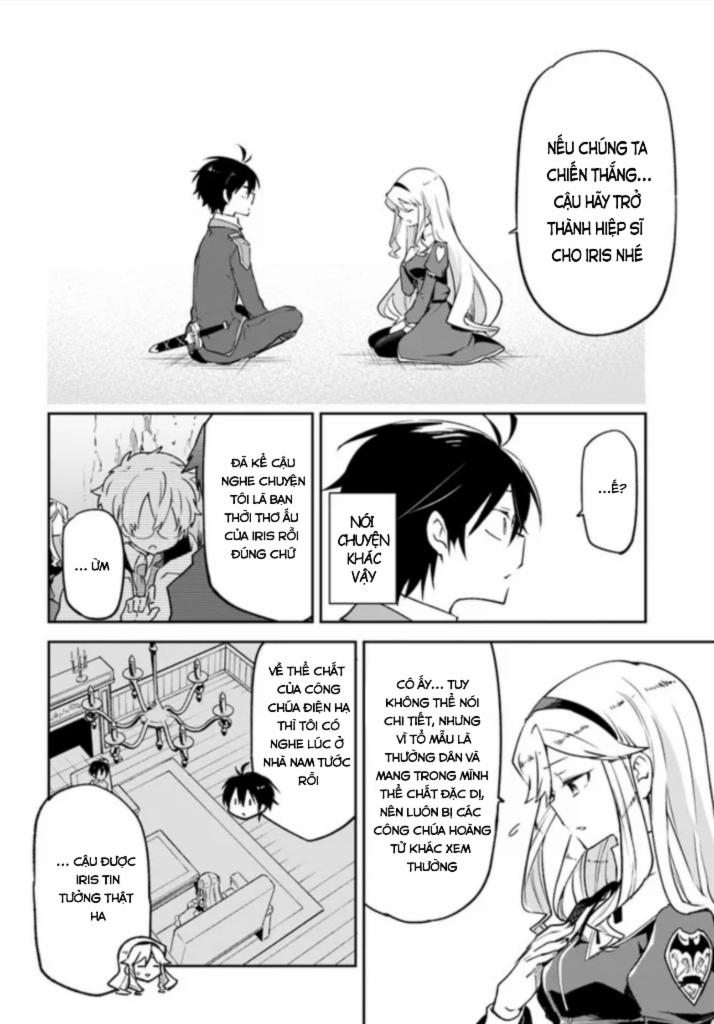 NẾU CHÚNG TA
CHIẾN THẮNG...
CẬU HÃY TRỞ
THÀNH HIỆP SĨ
CHO IRIS NHÉ
...Ế?
NÓI
CHUYỆN
KHÁC
VẬY
ĐÃ KỂ CẬU
NGHE CHUYỆN
TÔI LÀ BẠN
THỜI THƠ ẤU
CỦA IRIS RỒI
ĐÚNG CHỨ
... ỪM
CÔ ẤY... TUY
KHÔNG THỂ NÓI
CHI TIẾT, NHƯNG
VÌ TỔ MẪU LÀ
THƯỜNG DÂN VÀ
MANG TRONG MÌNH
THỂ CHẤT ĐẶC DỊ,
NÊN LUÔN BỊ CÁC
CÔNG CHÚA HOÀNG
TỬ KHÁC XEM
THƯỜNG
VỀ THỂ CHẤT
CỦA CÔNG
CHÚA ĐIỆN HẠ
THÌ TÔI CÓ
NGHE LÚC Ở
NHÀ NAM TƯỚC
RỒI
... CẬU ĐƯỢC
IRIS TIN
TƯỞNG THẬT
HA